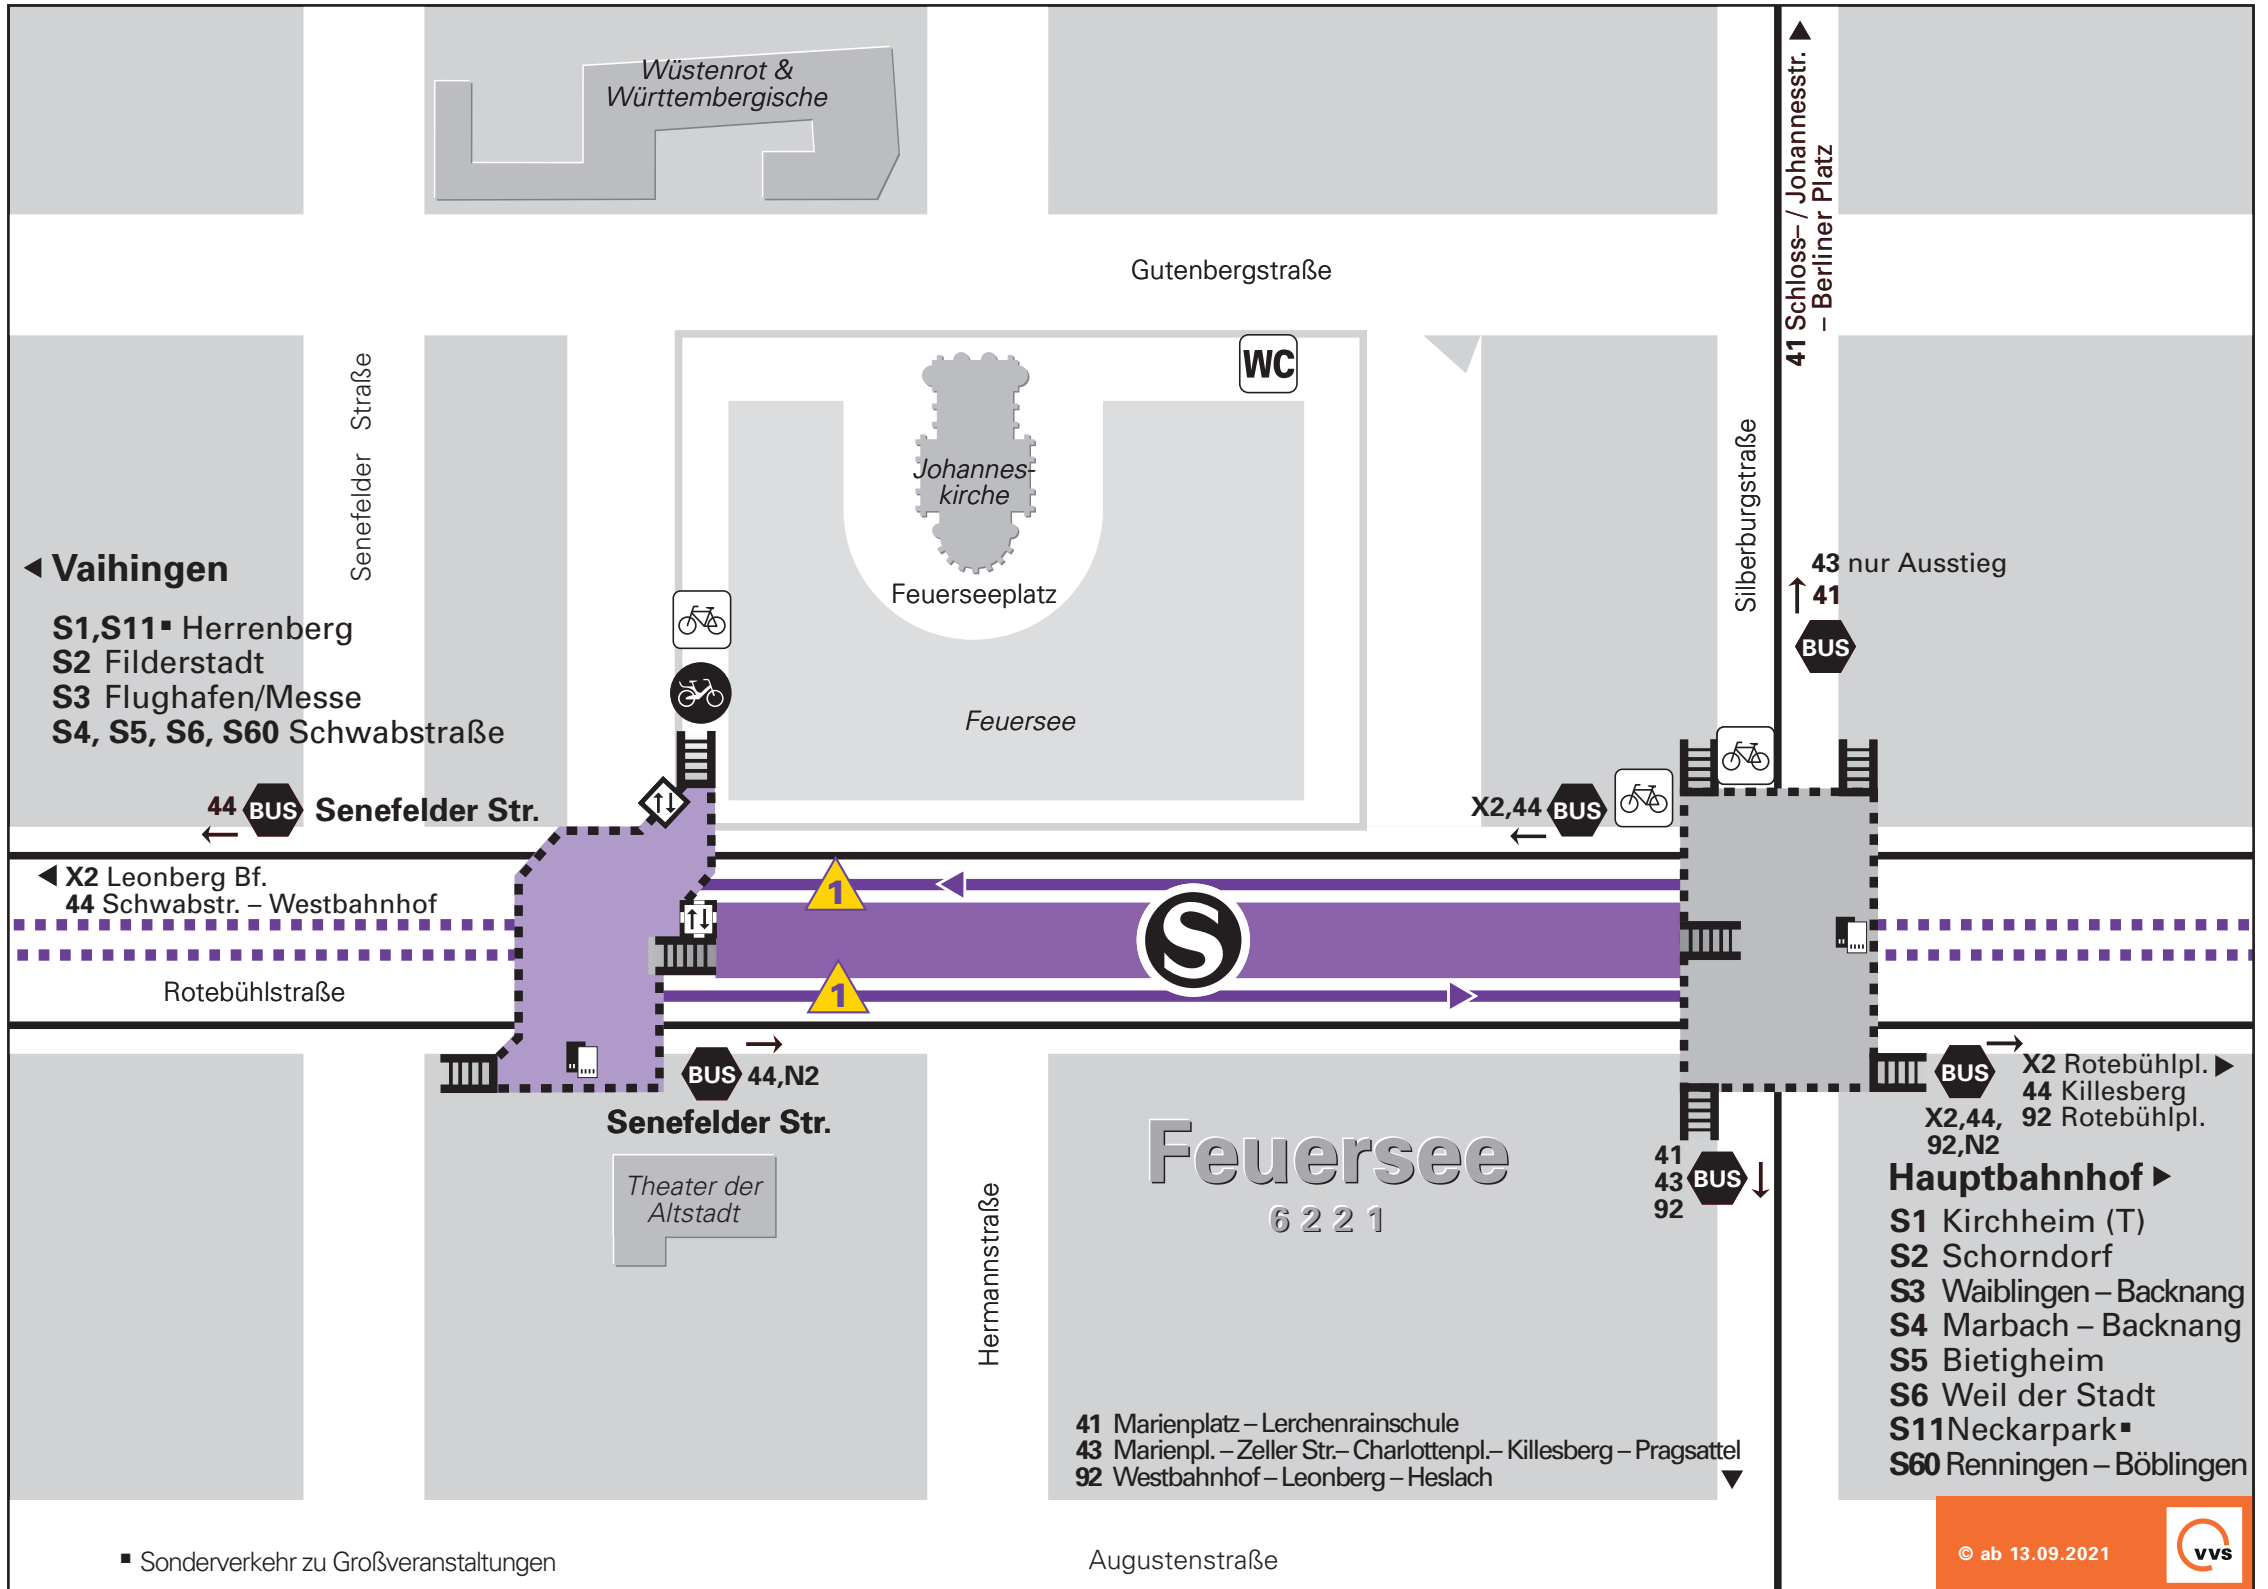 Wüstenrot &
Württembergische
41 Schloss– / Johannesstr.
– Berliner Platz
Gutenbergstraße
Senefelder Straße
WC
Johannes-
kirche
Feuerseeplatz
Feuersee
Silberburgstraße
Vaihingen
S1,S11▪ Herrenberg
S2 Filderstadt
S3 Flughafen/Messe
S4, S5, S6, S60 Schwabstraße
43 nur Ausstieg
41
BUS
44 BUS Senefelder Str.
X2,44 BUS
X2 Leonberg Bf.
44 Schwabstr. – Westbahnhof
1
S
1
Rotebühlstraße
BUS 44,N2
Senefelder Str.
BUS
X2,44,
92,N2
X2 Rotebühlpl.
44 Killesberg
92 Rotebühlpl.
Theater der
Altstadt
Feuersee
6221
41
43
92
BUS
Hermannstraße
Hauptbahnhof
S1 Kirchheim (T)
S2 Schorndorf
S3 Waiblingen – Backnang
S4 Marbach – Backnang
S5 Bietigheim
S6 Weil der Stadt
S11 Neckarpark▪
S60 Renningen – Böblingen
41 Marienplatz – Lerchenrainschule
43 Marienpl. – Zeller Str.– Charlottenpl.– Killesberg – Pragsattel
92 Westbahnhof – Leonberg – Heslach
▪ Sonderverkehr zu Großveranstaltungen
Augustenstraße
© ab 13.09.2021
vvs